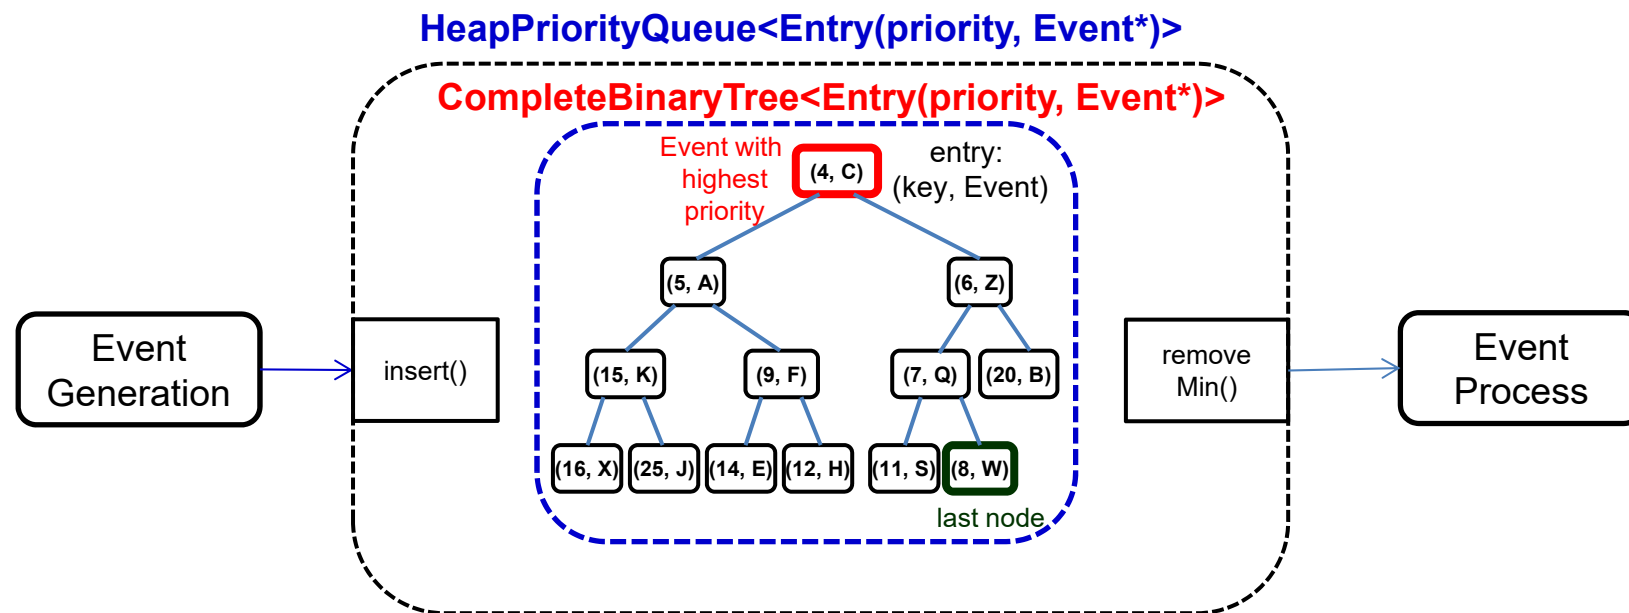 HeapPriorityQueue<Entry(priority, Event*)>
CompleteBinaryTree<Entry(priority, Event*)>
Event with
highest
priority
(4, C)
entry:
(key, Event)
(5, A)
(6, Z)
Event
Generation
insert()
(15, K)
(9, F)
(7, Q)
(20, B)
remove
Min()
Event
Process
(16, X)
(25, J)
(14, E)
(12, H)
(11, S)
(8, W)
last node